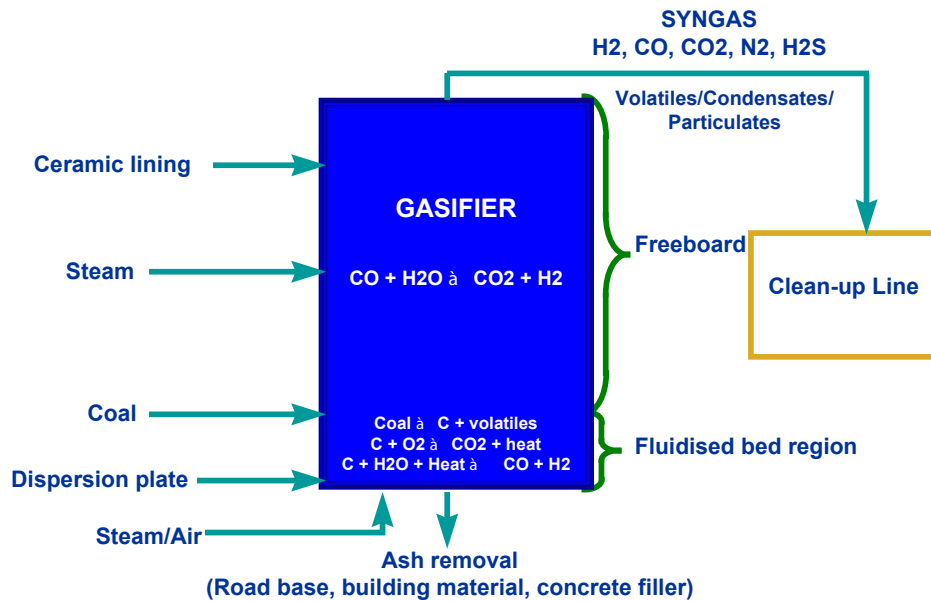 SYNGAS
H2, CO, CO2, N2, H2S
Volatiles/Condensates/
Particulates
Ceramic lining
GASIFIER
Freeboard
Steam
CO + H2O à CO2 + H2
Clean-up Line
Coal
Coal à C + volatiles
C + O2 à CO2 + heat
C + H2O + Heat à CO + H2
Fluidised bed region
Dispersion plate
Steam/Air
Ash removal
(Road base, building material, concrete filler)